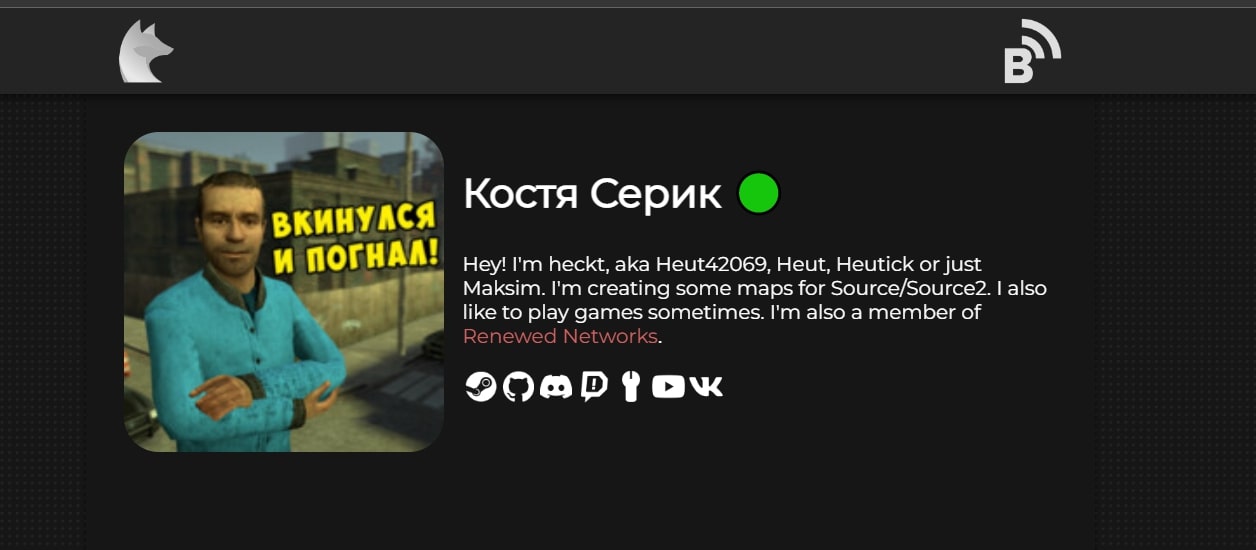 B
ВКИНУЛСЯ
И ПОГНАЛ!
Костя Серик
Hey! I'm heckt, aka Heut42069, Heut, Heutick or just
Maksim. I'm creating some maps for Source/Source2. I also
like to play games sometimes. I'm also a member of
Renewed Networks.